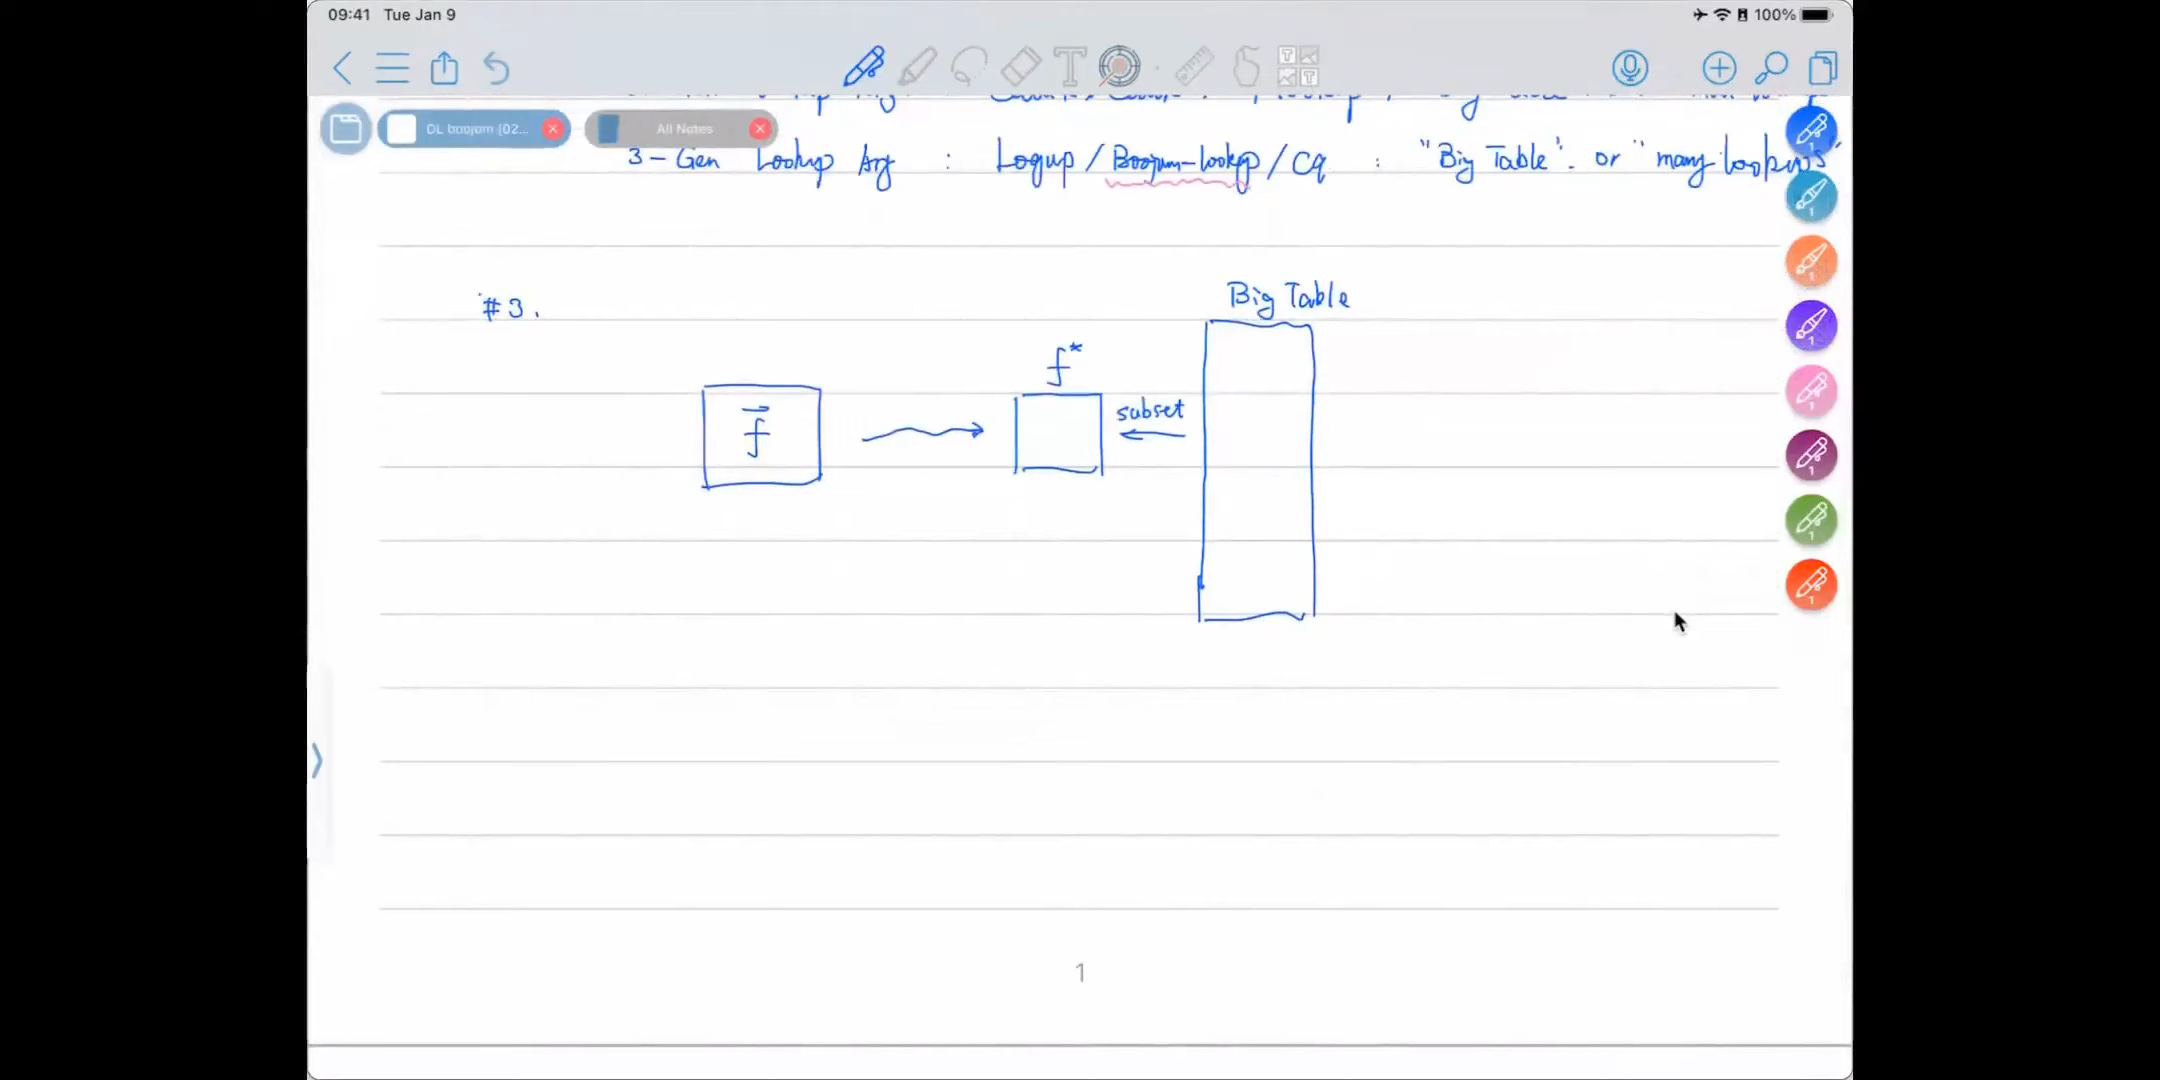 09:41 Tue Jan 9
100%
DL boojom [02...
All Notes
3 - Gen Lookup Arg : Logup / Boojum-lookup / Cq : "Big Table". or "many lookups"
#3.
Big Table
f*
subset
f
1